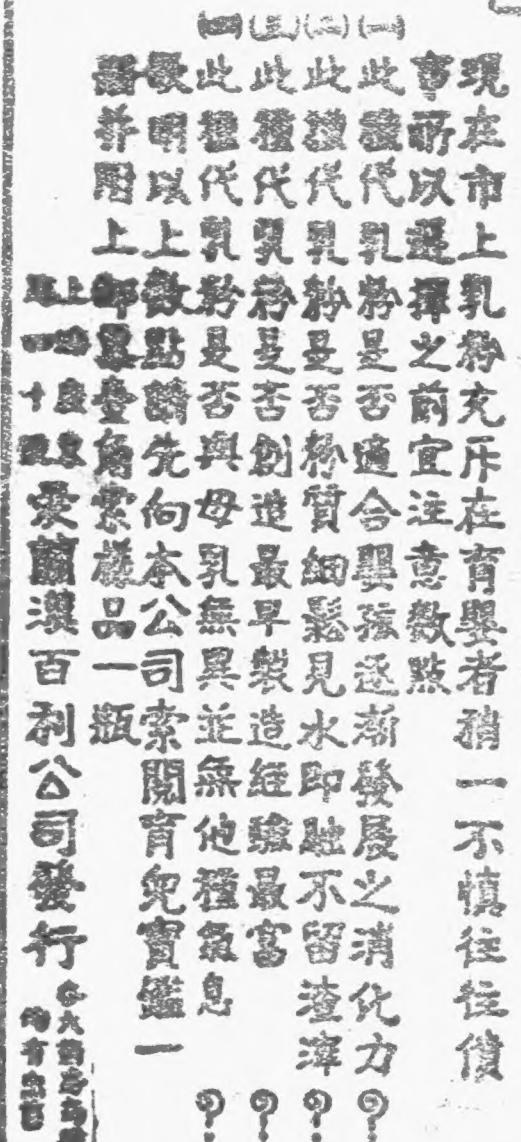 現在市上乳粉充斥在育嬰者稍一不慎往往僨
事所以選擇之前宜注意數點
(一)此種代乳粉是否適合嬰孩逐漸發展之消化力?
(二)此種代乳粉是否粉質細鬆見水即融不留渣滓?
(三)此種代乳粉是否創造最早製造經驗最富?
(四)此種代乳粉是否與母乳無異並無他種氣息?
欲明以上數點請先向本公司索閱育兒寶鑑一
冊并附上郵票壹角索樣品一瓶
愛蘭漢百利公司發行